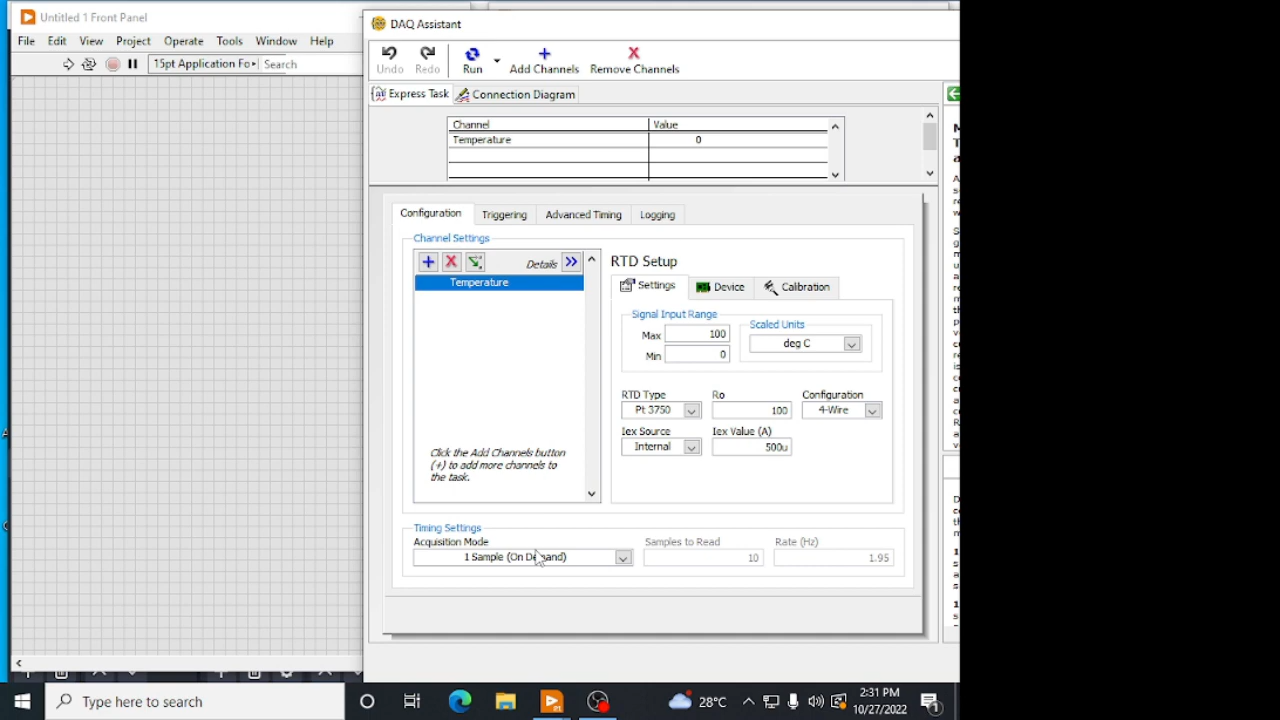 Untitled 1 Front Panel
File Edit View Project Operate Tools Window Help
15pt Application Fo
Search
DAQ Assistant
Undo Redo Run Add Channels Remove Channels
Express Task Connection Diagram
Channel Value
Temperature 0
Configuration Triggering Advanced Timing Logging
Channel Settings
Details
Temperature
Click the Add Channels button
(+) to add more channels to
the task.
RTD Setup
Settings Device Calibration
Signal Input Range
Max 100
Min 0
Scaled Units
deg C
RTD Type Ro Configuration
Pt 3750 100 4-Wire
Iex Source Iex Value (A)
Internal 500u
Timing Settings
Acquisition Mode Samples to Read Rate (Hz)
1 Sample (On Demand) 10 1.95
Type here to search
28°C
2:31 PM
10/27/2022
1